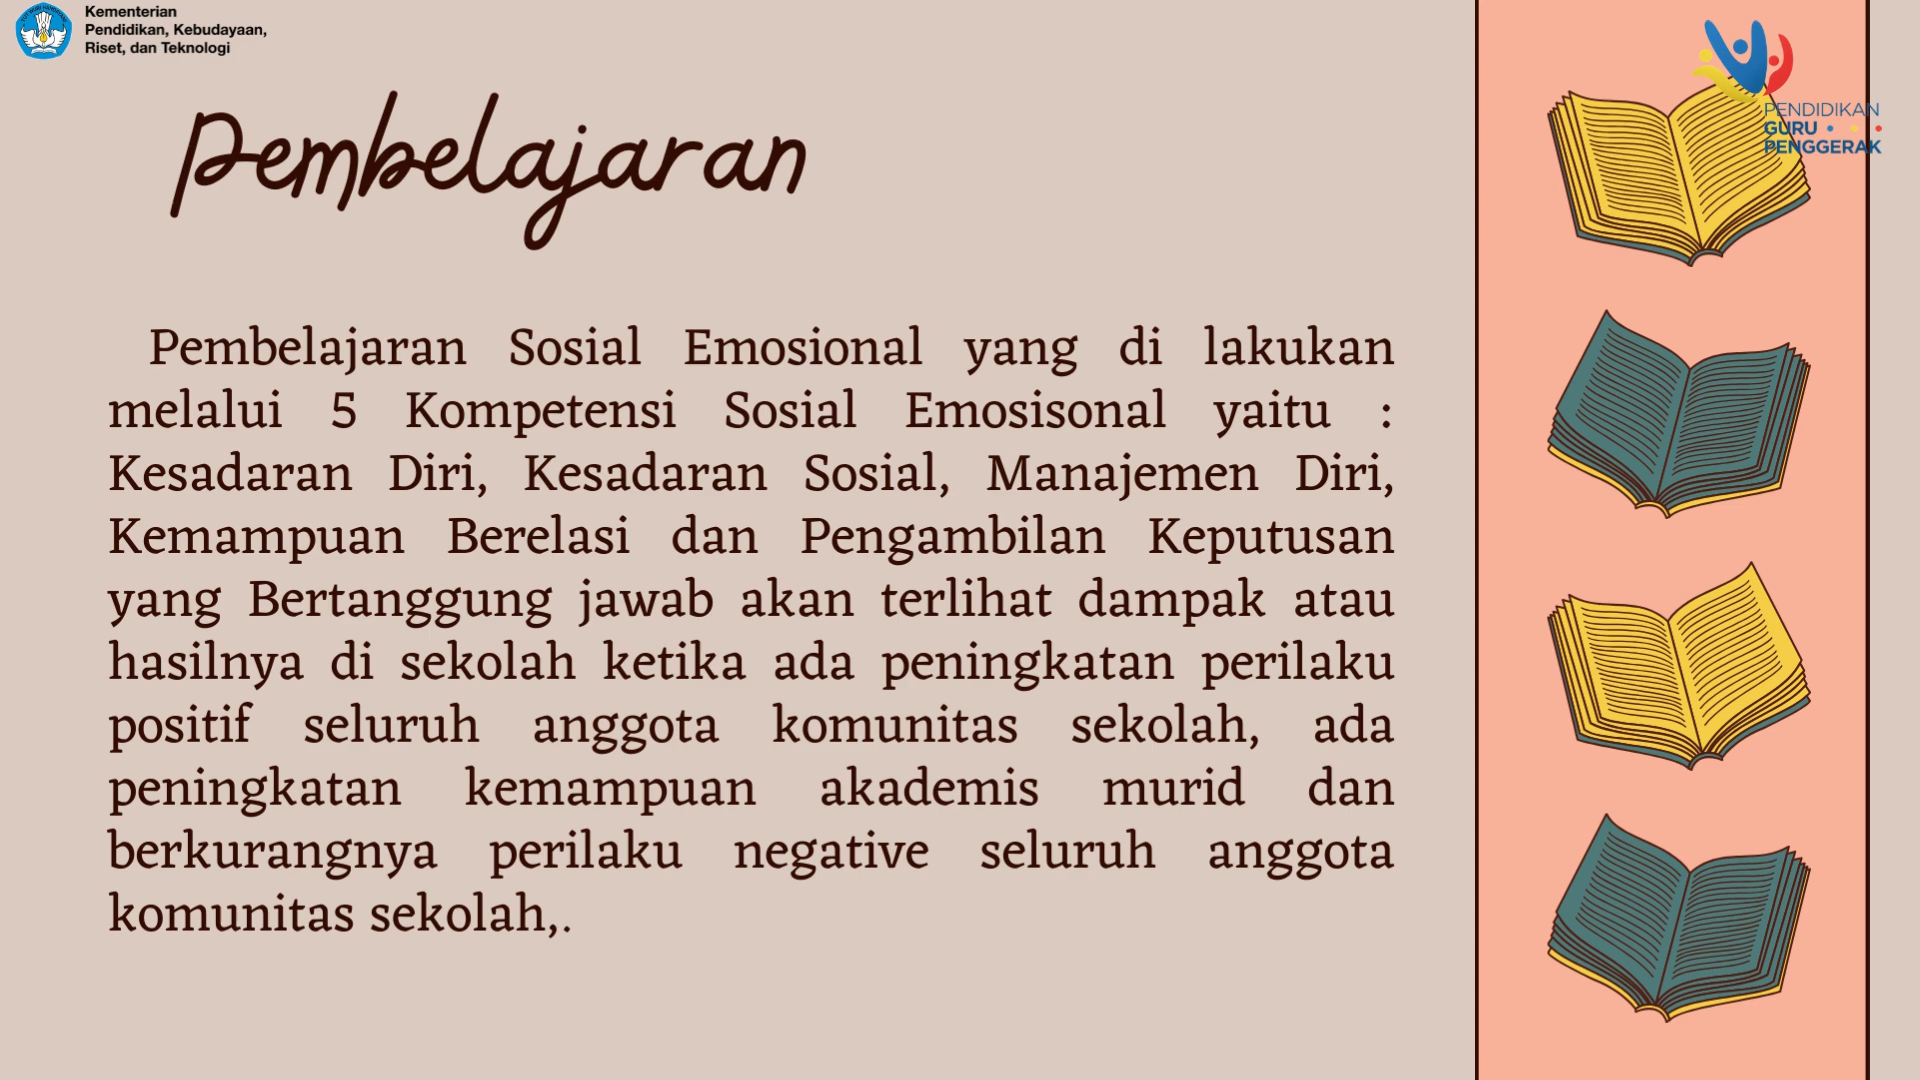 Kementerian
Pendidikan, Kebudayaan,
Riset, dan Teknologi
PENDIDIKAN
GURU
PENGGERAK
Pembelajaran
Pembelajaran Sosial Emosional yang di lakukan
melalui 5 Kompetensi Sosial Emosisonal yaitu :
Kesadaran Diri, Kesadaran Sosial, Manajemen Diri,
Kemampuan Berelasi dan Pengambilan Keputusan
yang Bertanggung jawab akan terlihat dampak atau
hasilnya di sekolah ketika ada peningkatan perilaku
positif seluruh anggota komunitas sekolah, ada
peningkatan kemampuan akademis murid dan
berkurangnya perilaku negative seluruh anggota
komunitas sekolah,.